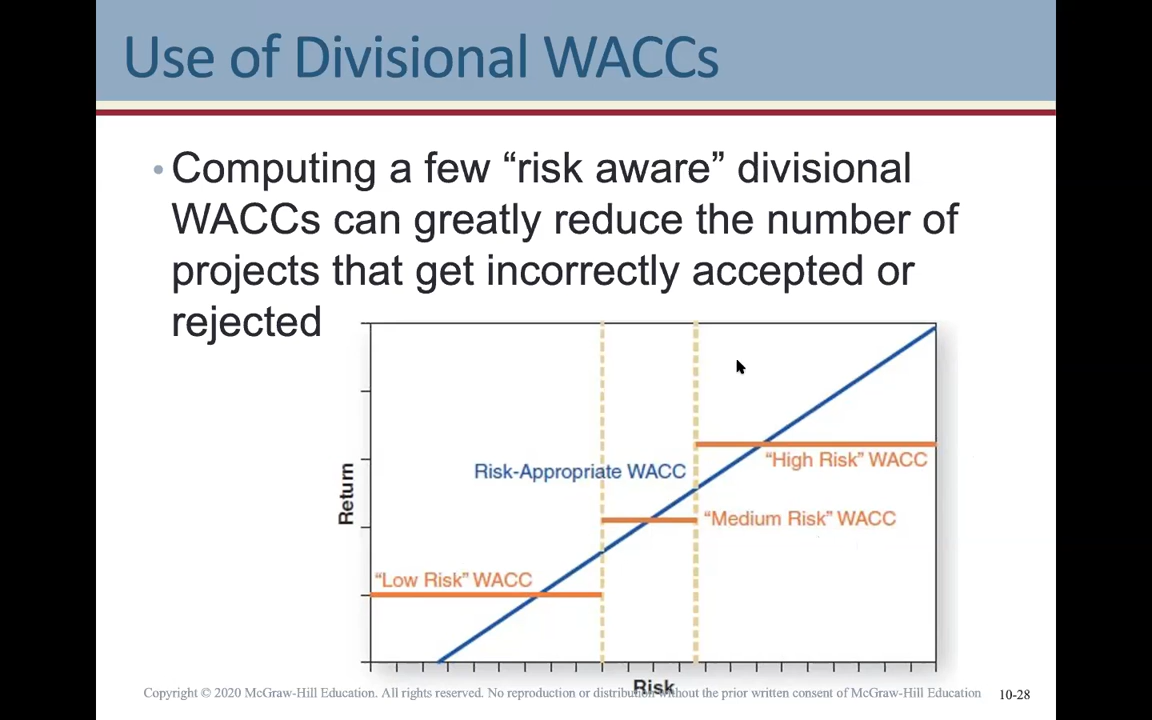 Use of Divisional WACCs
• Computing a few “risk aware” divisional
WACCs can greatly reduce the number of
projects that get incorrectly accepted or
rejected
Return
Risk-Appropriate WACC
“High Risk” WACC
“Medium Risk” WACC
“Low Risk” WACC
Risk
Copyright © 2020 McGraw-Hill Education. All rights reserved. No reproduction or distribution without the prior written consent of McGraw-Hill Education
10-28